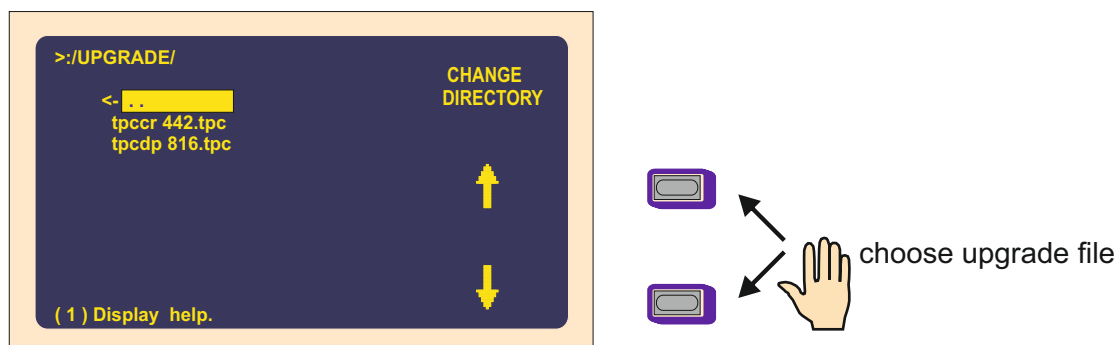 >:/UPGRADE/
CHANGE
DIRECTORY
<- . .
tpccr 442.tpc
tpcdp 816.tpc
choose upgrade file
( 1 ) Display help.